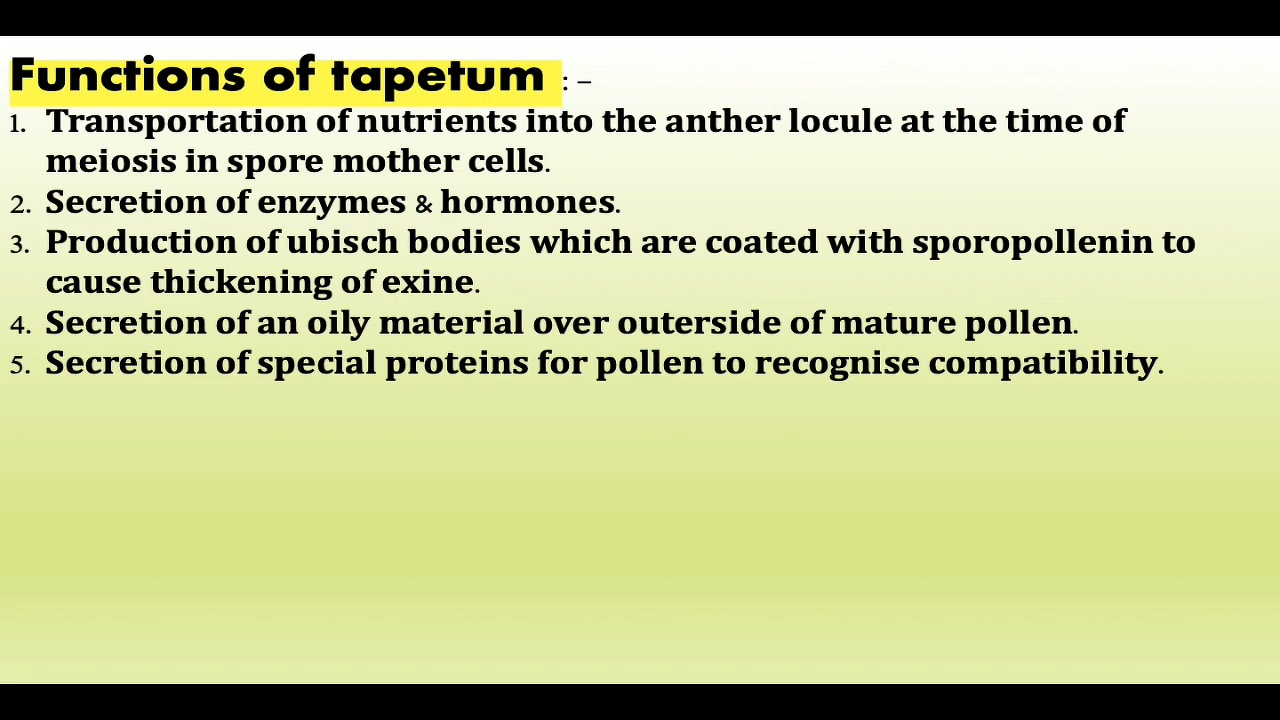 Functions of tapetum : –
1. Transportation of nutrients into the anther locule at the time of
meiosis in spore mother cells.
2. Secretion of enzymes & hormones.
3. Production of ubisch bodies which are coated with sporopollenin to
cause thickening of exine.
4. Secretion of an oily material over outerside of mature pollen.
5. Secretion of special proteins for pollen to recognise compatibility.